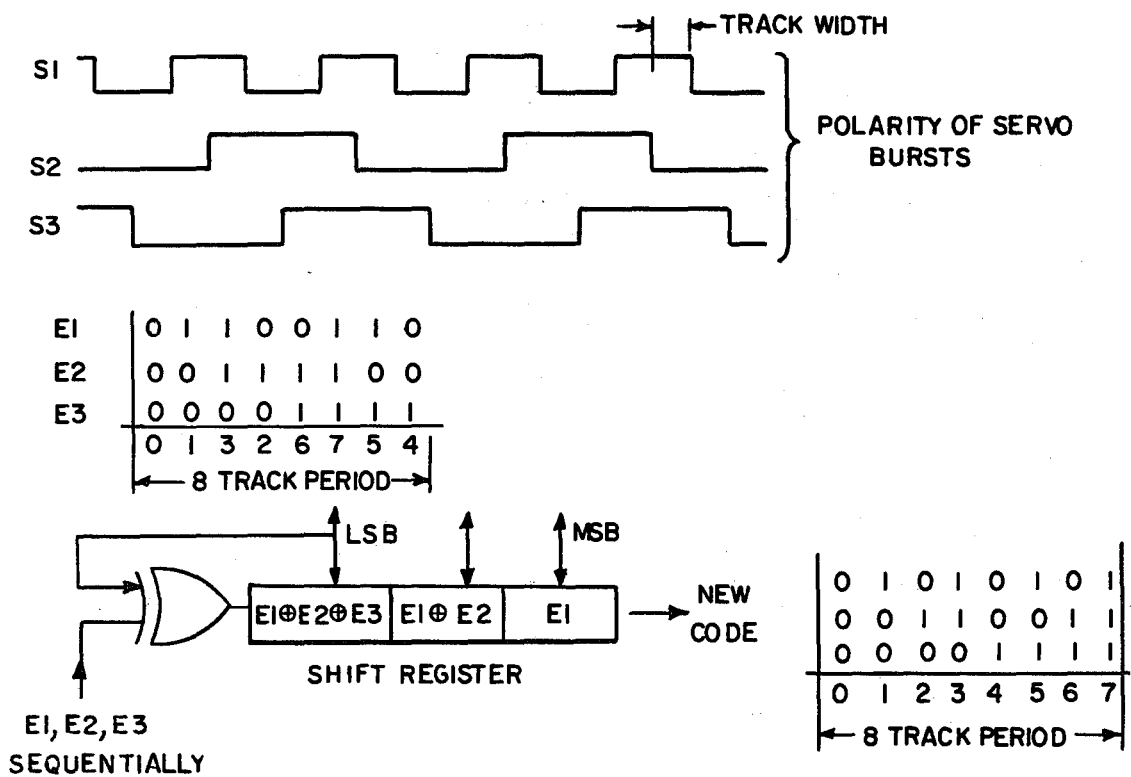 TRACK WIDTH
S1
S2
S3
POLARITY OF SERVO
BURSTS
E1 0 1 1 0 0 1 1 0
E2 0 0 1 1 1 1 0 0
E3 0 0 0 0 1 1 1 1
0 1 3 2 6 7 5 4
8 TRACK PERIOD
LSB
MSB
E1⊕E2⊕E3
E1 ⊕ E2
E1
SHIFT REGISTER
NEW
CODE
E1, E2, E3
SEQUENTIALLY
0 1 0 1 0 1 0 1
0 0 1 1 0 0 1 1
0 0 0 0 1 1 1 1
0 1 2 3 4 5 6 7
8 TRACK PERIOD